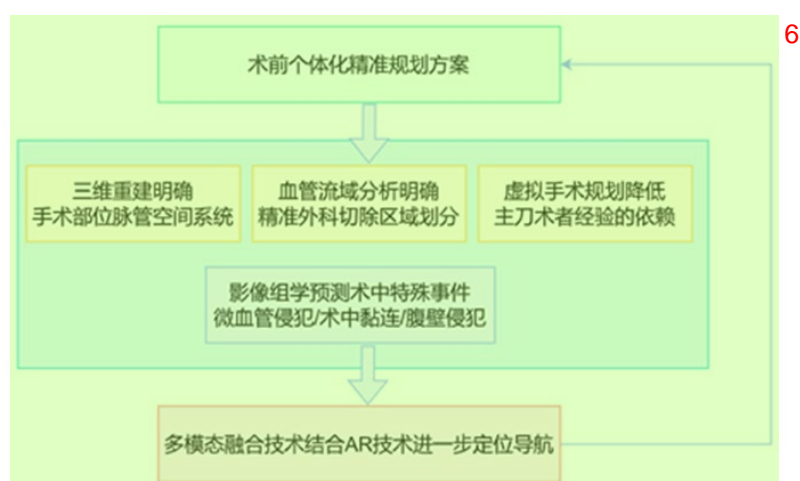 6
术前个体化精准规划方案
三维重建明确
手术部位脉管空间系统
血管流域分析明确
精准外科切除区域划分
虚拟手术规划降低
主刀术者经验的依赖
影像组学预测术中特殊事件
微血管侵犯/术中黏连/腹壁侵犯
多模态融合技术结合AR技术进一步定位导航